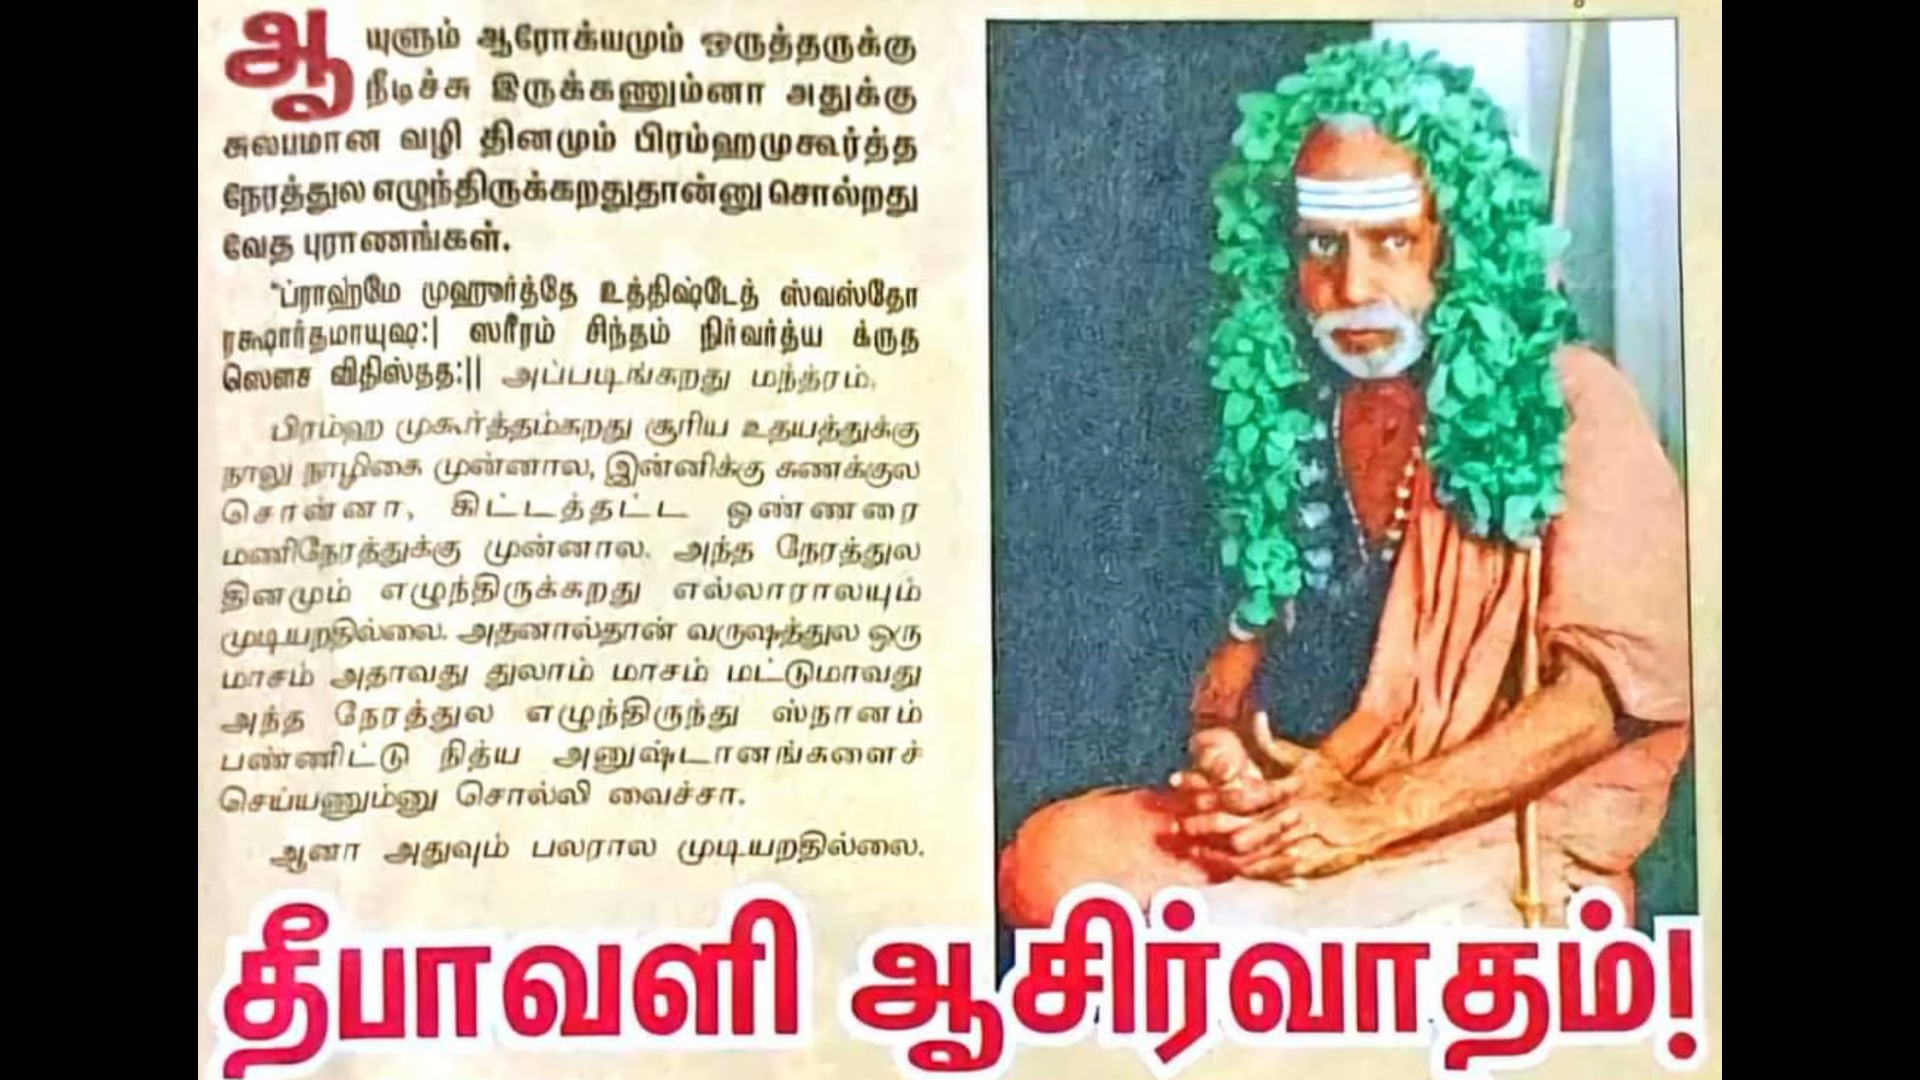 ஆயுளும் ஆரோக்யமும் ஒருத்தருக்கு
நீடிச்சு இருக்கணும்னா அதுக்கு
சுலபமான வழி தினமும் பிரம்ஹமுகூர்த்த
நேரத்துல எழுந்திருக்கறதுதான்னு சொல்றது
வேத புராணங்கள்.
"ப்ராஹ்மே முஹூர்த்தே உத்திஷ்டேத் ஸ்வஸ்தோ
ரக்ஷார்தமாயுஷ:| ஸரீரம் சிந்தம் நிர்வர்த்ய க்ருத
ஸௌச விதிஸ்தத:|| அப்படிங்கறது மந்த்ரம்.
பிரம்ஹ முகூர்த்தம்கறது சூரிய உதயத்துக்கு
நாலு நாழிகை முன்னால, இன்னிக்கு கணக்குல
சொன்னா, கிட்டத்தட்ட ஒண்ணரை
மணிநேரத்துக்கு முன்னால. அந்த நேரத்துல
தினமும் எழுந்திருக்கறது எல்லாராலயும்
முடியறதில்லை. அதனால்தான் வருஷத்துல ஒரு
மாசம் அதாவது துலாம் மாசம் மட்டுமாவது
அந்த நேரத்துல எழுந்திருந்து ஸ்நானம்
பண்ணிட்டு நித்ய அனுஷ்டானங்களைச்
செய்யணும்னு சொல்லி வைச்சா.
ஆனா அதுவும் பலரால முடியறதில்லை.
தீபாவளி ஆசிர்வாதம்!